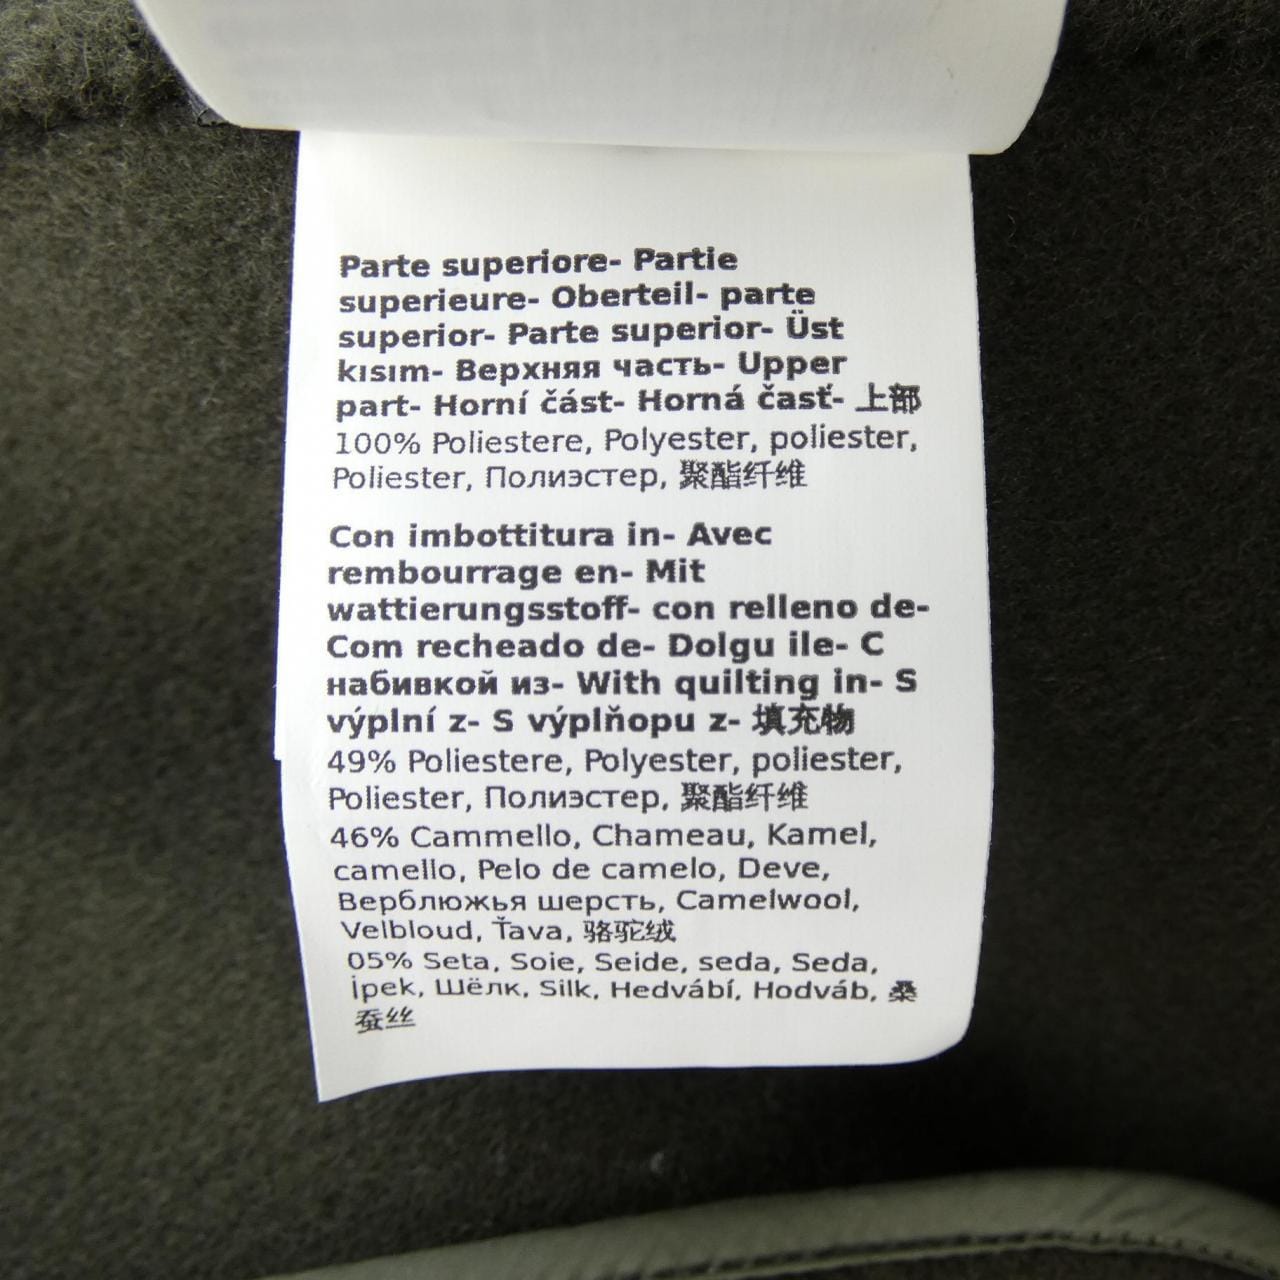 Parte superiore- Partie
superieure- Oberteil- parte
superior- Parte superior- Üst
kısım- Верхняя часть- Upper
part- Horní část- Horná časť- 上部
100% Poliestere, Polyester, poliester,
Poliester, Полиэстер, 聚酯纤维
Con imbottitura in- Avec
rembourrage en- Mit
wattierungsstoff- con relleno de-
Com recheado de- Dolgu ile- С
набивкой из- With quilting in- S
výplní z- S výplňopu z- 填充物
49% Poliestere, Polyester, poliester,
Poliester, Полиэстер, 聚酯纤维
46% Cammello, Chameau, Kamel,
camello, Pelo de camelo, Deve,
Верблюжья шерсть, Camelwool,
Velbloud, Ťava, 骆驼绒
05% Seta, Soie, Seide, seda, Seda,
İpek, Шёлк, Silk, Hedvábí, Hodváb, 桑
蚕丝